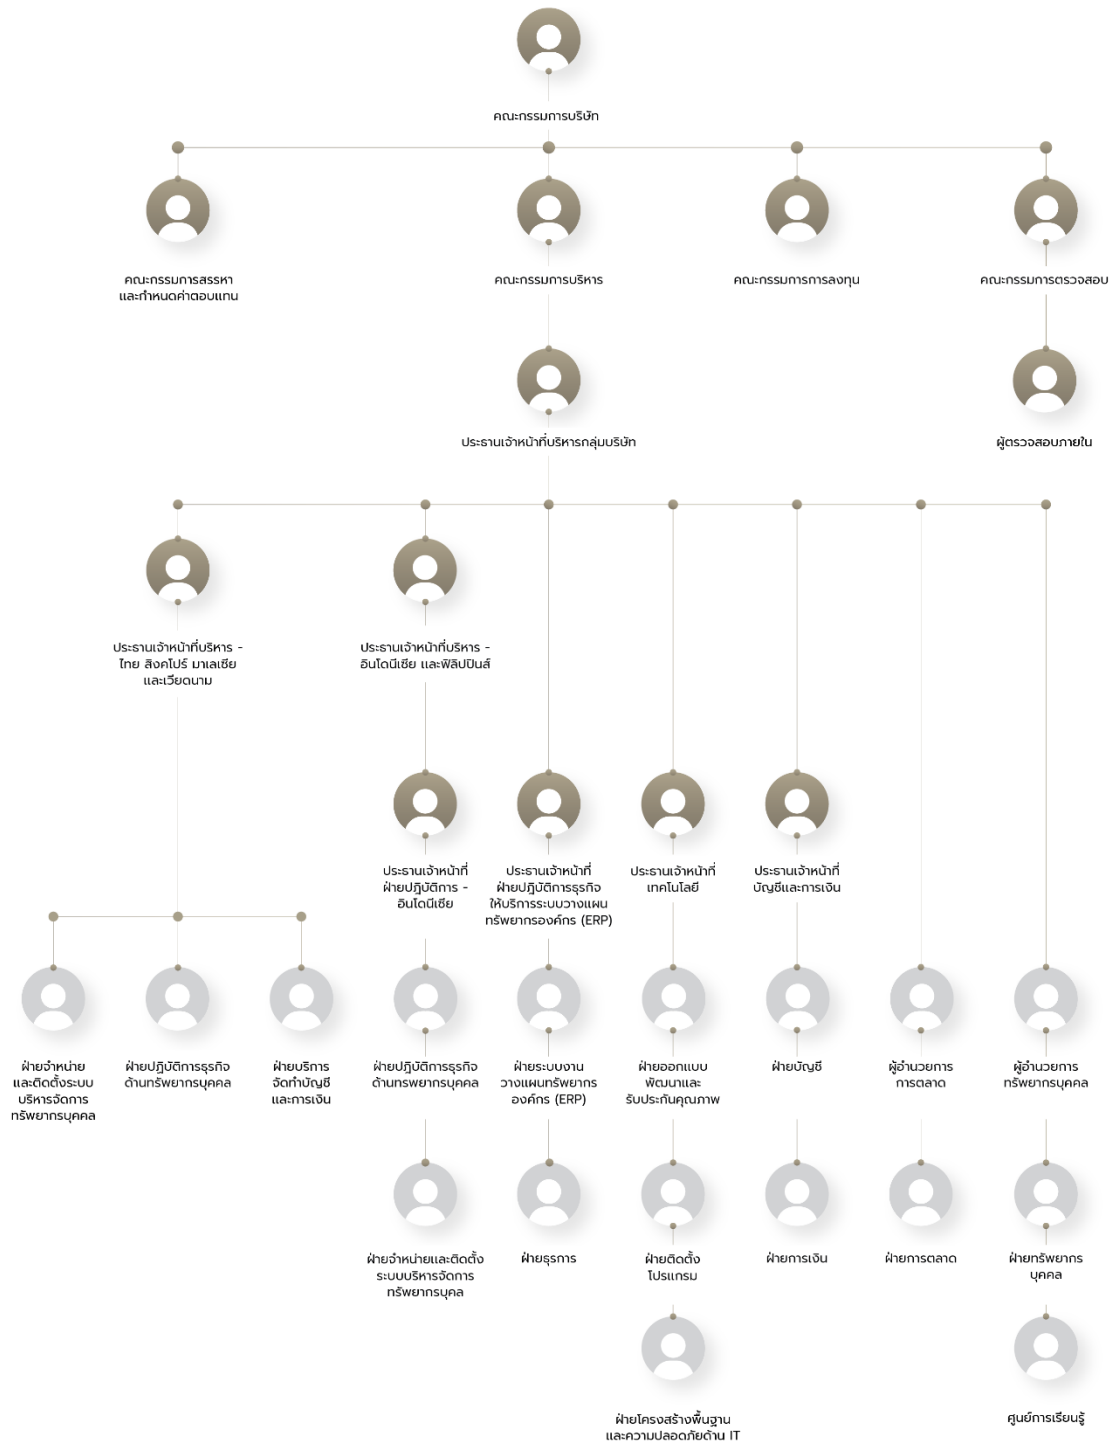 คณะกรรมการบริษัท
คณะกรรมการสรรหา
และกำหนดค่าตอบแทน
คณะกรรมการบริหาร
คณะกรรมการการลงทุน
คณะกรรมการตรวจสอบ
ประธานเจ้าหน้าที่บริหารกลุ่มบริษัท
ผู้ตรวจสอบภายใน
ประธานเจ้าหน้าที่บริหาร -
ไทย สิงคโปร์ มาเลเซีย
และเวียดนาม
ประธานเจ้าหน้าที่บริหาร -
อินโดนีเซีย และฟิลิปปินส์
ประธานเจ้าหน้าที่
ฝ่ายปฏิบัติการ -
อินโดนีเซีย
ประธานเจ้าหน้าที่
ฝ่ายปฏิบัติการธุรกิจ
ให้บริการระบบวางแผน
ทรัพยากรองค์กร (ERP)
ประธานเจ้าหน้าที่
เทคโนโลยี
ประธานเจ้าหน้าที่
บัญชีและการเงิน
ฝ่ายจำหน่าย
และติดตั้งระบบ
บริหารจัดการ
ทรัพยากรบุคคล
ฝ่ายปฏิบัติการธุรกิจ
ด้านทรัพยากรบุคคล
ฝ่ายบริการ
จัดทำบัญชี
และการเงิน
ฝ่ายปฏิบัติการธุรกิจ
ด้านทรพยากรบุคคล
ฝ่ายระบบงาน
วางแผนทรัพยากร
องค์กร (ERP)
ฝ่ายออกแบบ
พัฒนาและ
รับประกันคุณภาพ
ฝ่ายบัญชี
ผู้อำนวยการ
การตลาด
ผู้อำนวยการ
ทรัพยากรบุคคล
ฝ่ายจำหน่ายและติดตั้ง
ระบบบริหารจัดการ
ทรัพยากรบุคล
ฝ่ายธุรการ
ฝ่ายติดตั้ง
โปรแกรม
ฝ่ายการเงิน
ฝ่ายการตลาด
ฝ่ายทรัพยากร
บุคคล
ฝ่ายโครงสร้างพื้นฐาน
และความปลอดภัยด้าน IT
ศูนย์การเรียนรู้